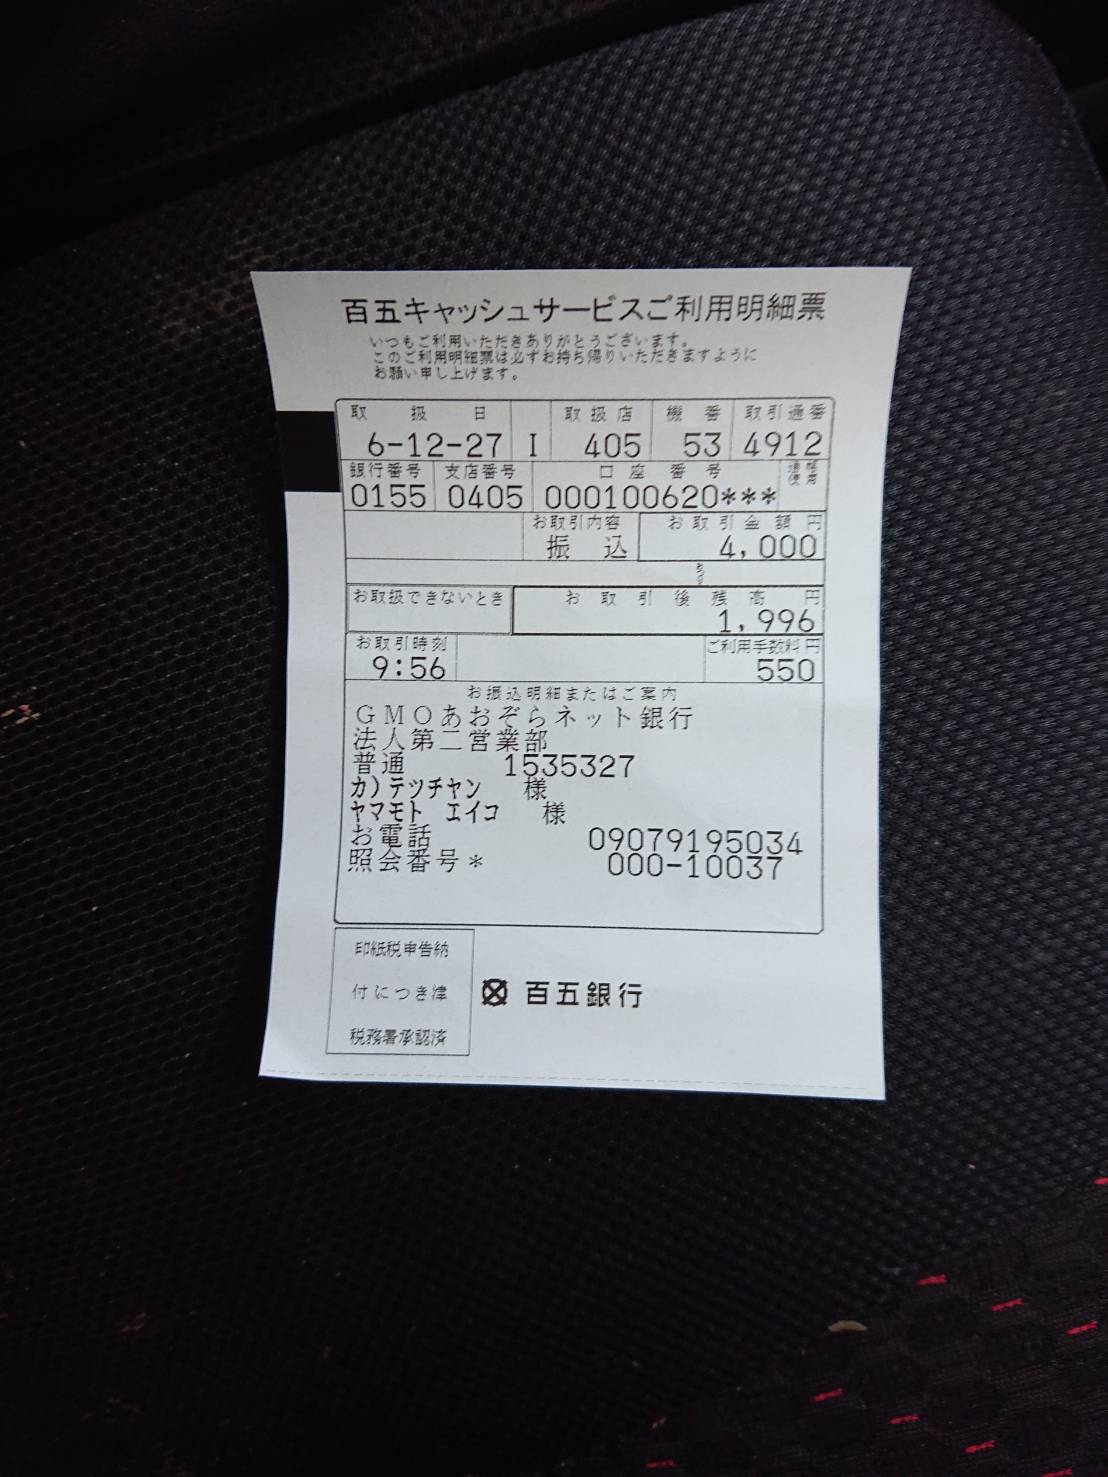 百五キャッシュサービスご利用明細票
いつもご利用いただきありがとうございます。
このご利用明細票は必ずお持ち帰りいただきますように
お願い申し上げます。
取扱日 取扱店 機番 取引通番
6-12-27 I 405 53 4912
銀行番号 支店番号 口座番号
0155 0405 000100620***
お取引内容 お取引金額円
振込 4,000
お取扱できないとき お取引後残高円
1,996
お取引時刻 ご利用手数料円
9:56 550
お振込明細またはご案内
GMOあおぞらネット銀行
法人第二営業部
普通 1535327
カ)テツチヤン 様
ヤマモト エイコ 様
お電話 09079195034
照会番号* 000-10037
印紙税申告納
付につき津
税務署承認済
百五銀行